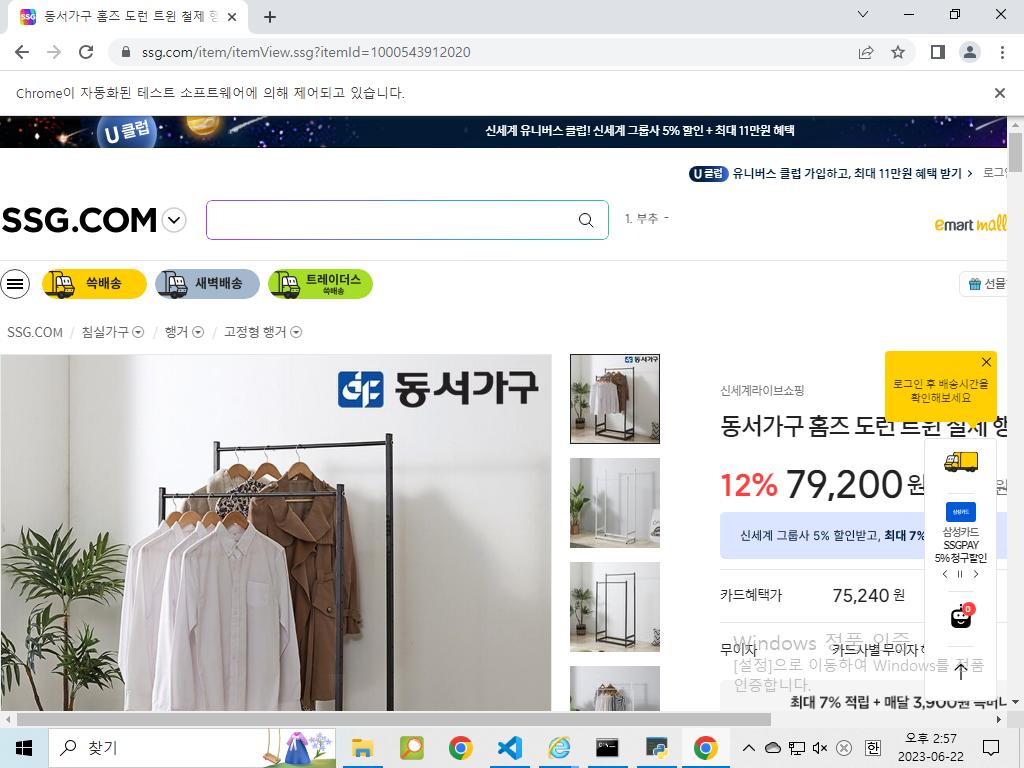 동서가구 홈즈 도런 트윈 철제 행
ssg.com/item/itemView.ssg?itemId=1000543912020
Chrome이 자동화된 테스트 소프트웨어에 의해 제어되고 있습니다.
U 클럽
신세계 유니버스 클럽! 신세계 그룹사 5% 할인 + 최대 11만원 혜택
U 클럽 유니버스 클럽 가입하고, 최대 11만원 혜택 받기 >
SSG.COM
1. 부추 -
emart mall
쓱배송
새벽배송
트레이더스
쓱배송
선물
SSG.COM / 침실가구 / 행거 / 고정형 행거
동서가구
동서가구
로그인 후 배송시간을
확인해보세요
신세계라이브쇼핑
동서가구 홈즈 도런 트윈 철제 행
12% 79,200원
신세계 그룹사 5% 할인받고, 최대 7%
삼성카드
삼성카드
SSGPAY
5% 청구할인
카드혜택가 75,240 원
0
무이자 카드사별 무이자
Windows 정품 인증
[설정]으로 이동하여 Windows를 정품
인증합니다.
최대 7% 적립 + 매달 3,900원
찾기
한
오후 2:57
2023-06-22